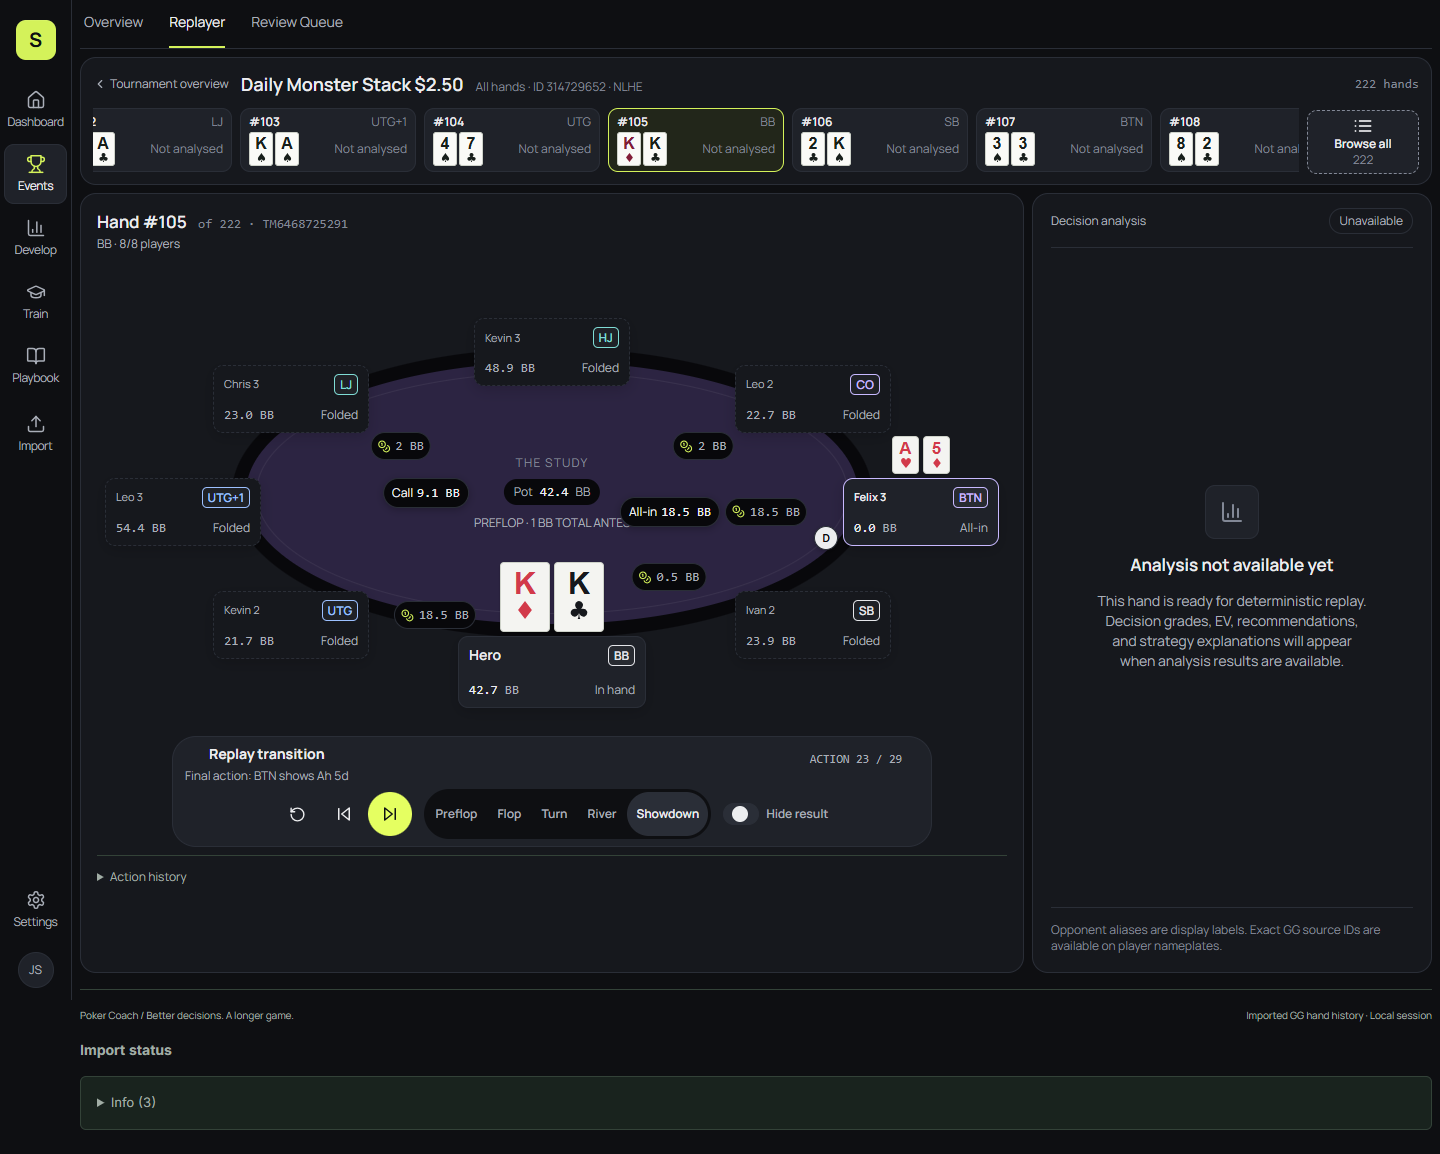 S
Dashboard
Events
Develop
Train
Playbook
Import
Settings
JS
Overview
Replayer
Review Queue
Tournament overview
Daily Monster Stack $2.50
All hands · ID 314729652 · NLHE
222 hands
LJ
A
Not analysed
#103
UTG+1
K A
Not analysed
#104
UTG
4 7
Not analysed
#105
BB
K K
Not analysed
#106
SB
2 K
Not analysed
#107
BTN
3 3
Not analysed
#108
8 2
Not anal
Browse all
222
Hand #105
of 222 · TM6468725291
BB · 8/8 players
Kevin 3
HJ
48.9 BB
Folded
Chris 3
LJ
23.0 BB
Folded
Leo 2
CO
22.7 BB
Folded
2 BB
2 BB
A 5
THE STUDY
Leo 3
UTG+1
54.4 BB
Folded
Call 9.1 BB
Pot 42.4 BB
PREFLOP · 1 BB TOTAL ANTES
All-in 18.5 BB
18.5 BB
Felix 3
BTN
0.0 BB
All-in
D
K K
0.5 BB
Kevin 2
UTG
21.7 BB
Folded
18.5 BB
Ivan 2
SB
23.9 BB
Folded
Hero
BB
42.7 BB
In hand
Replay transition
Final action: BTN shows Ah 5d
ACTION 23 / 29
Preflop
Flop
Turn
River
Showdown
Hide result
Action history
Decision analysis
Unavailable
Analysis not available yet
This hand is ready for deterministic replay.
Decision grades, EV, recommendations,
and strategy explanations will appear
when analysis results are available.
Opponent aliases are display labels. Exact GG source IDs are
available on player nameplates.
Poker Coach / Better decisions. A longer game.
Imported GG hand history · Local session
Import status
Info (3)